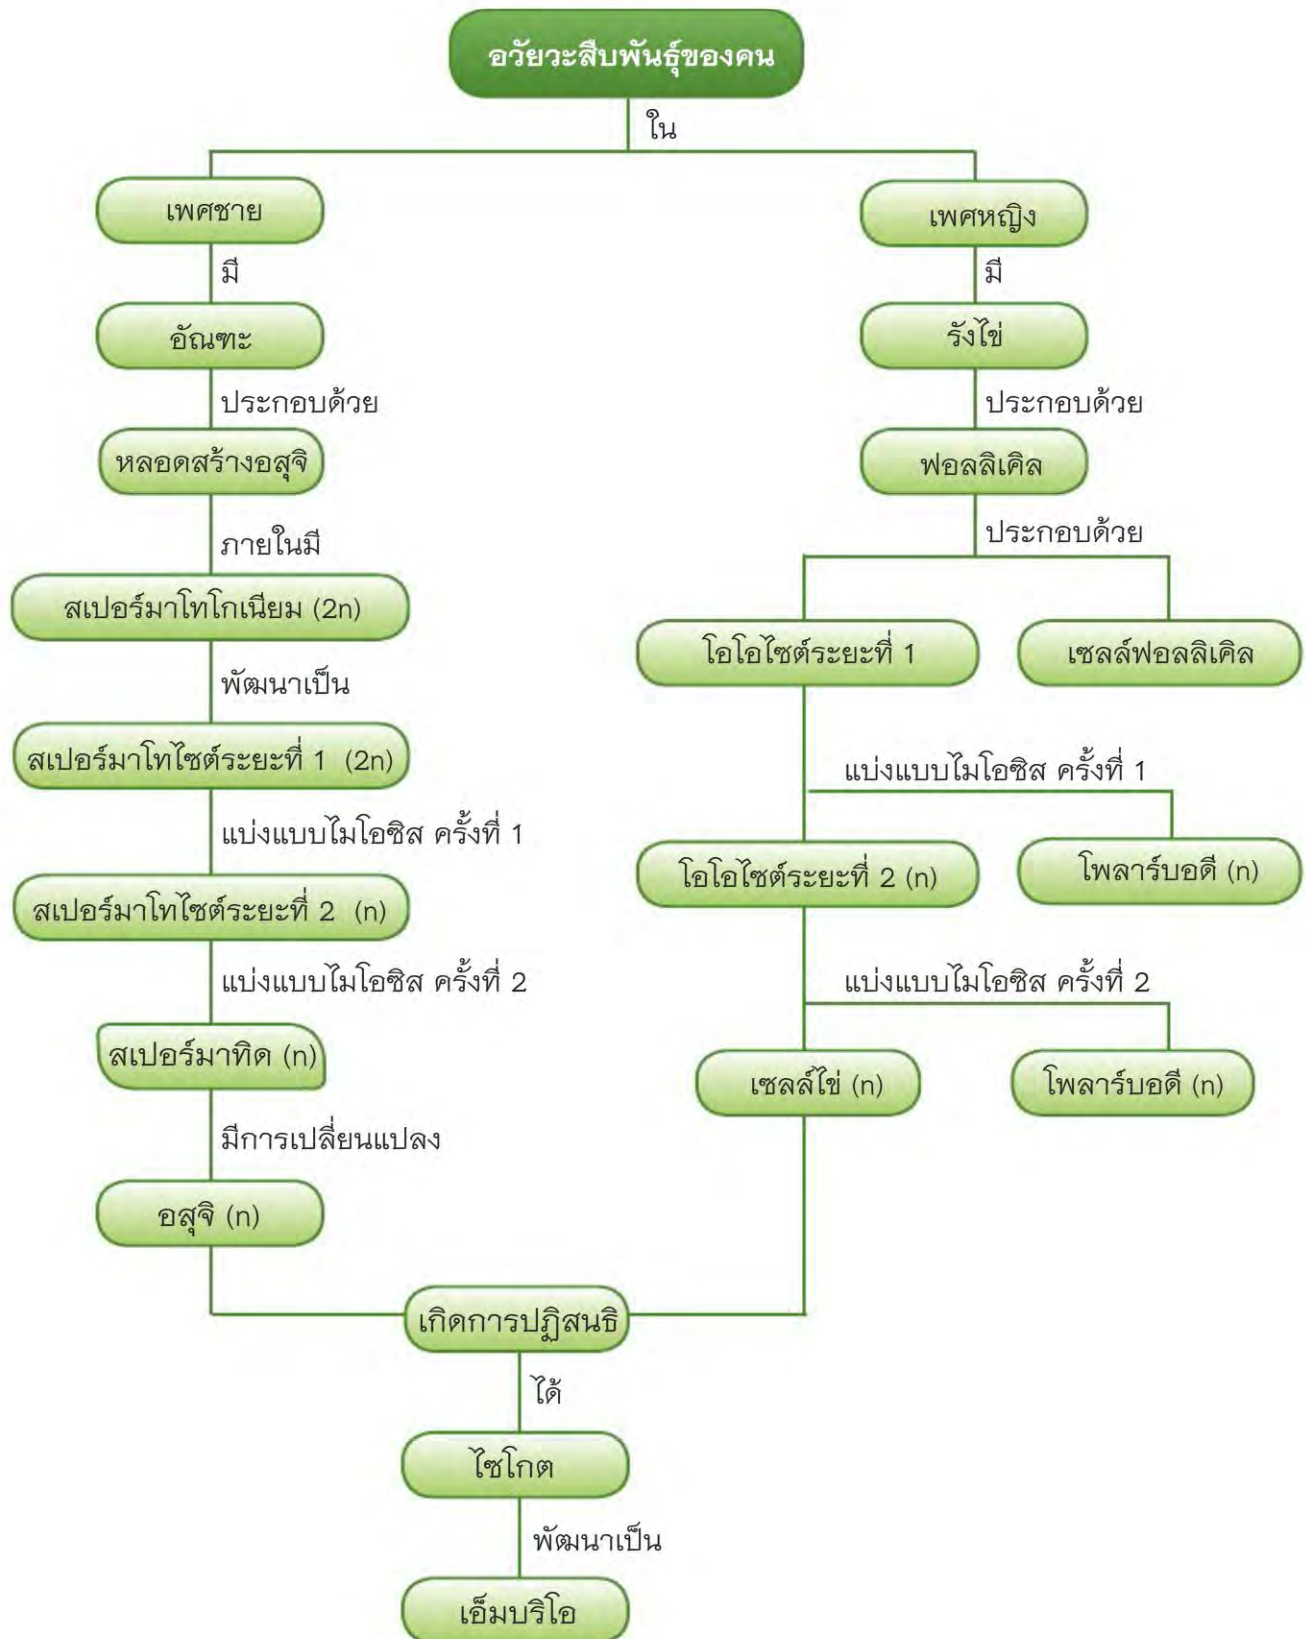 อวัยวะสืบพันธุ์ของคน
ใน
เพศชาย
มี
อัณฑะ
ประกอบด้วย
หลอดสร้างอสุจิ
ภายในมี
สเปอร์มาโทโกเนียม (2n)
พัฒนาเป็น
สเปอร์มาโทไซต์ระยะที่ 1 (2n)
แบ่งแบบไมโอซิส ครั้งที่ 1
สเปอร์มาโทไซต์ระยะที่ 2 (n)
แบ่งแบบไมโอซิส ครั้งที่ 2
สเปอร์มาทิด (n)
มีการเปลี่ยนแปลง
อสุจิ (n)
เพศหญิง
มี
รังไข่
ประกอบด้วย
ฟอลลิเคิล
ประกอบด้วย
โอโอไซต์ระยะที่ 1
เซลล์ฟอลลิเคิล
แบ่งแบบไมโอซิส ครั้งที่ 1
โอโอไซต์ระยะที่ 2 (n)
โพลาร์บอดี (n)
แบ่งแบบไมโอซิส ครั้งที่ 2
เซลล์ไข่ (n)
โพลาร์บอดี (n)
เกิดการปฏิสนธิ
ได้
ไซโกต
พัฒนาเป็น
เอ็มบริโอ